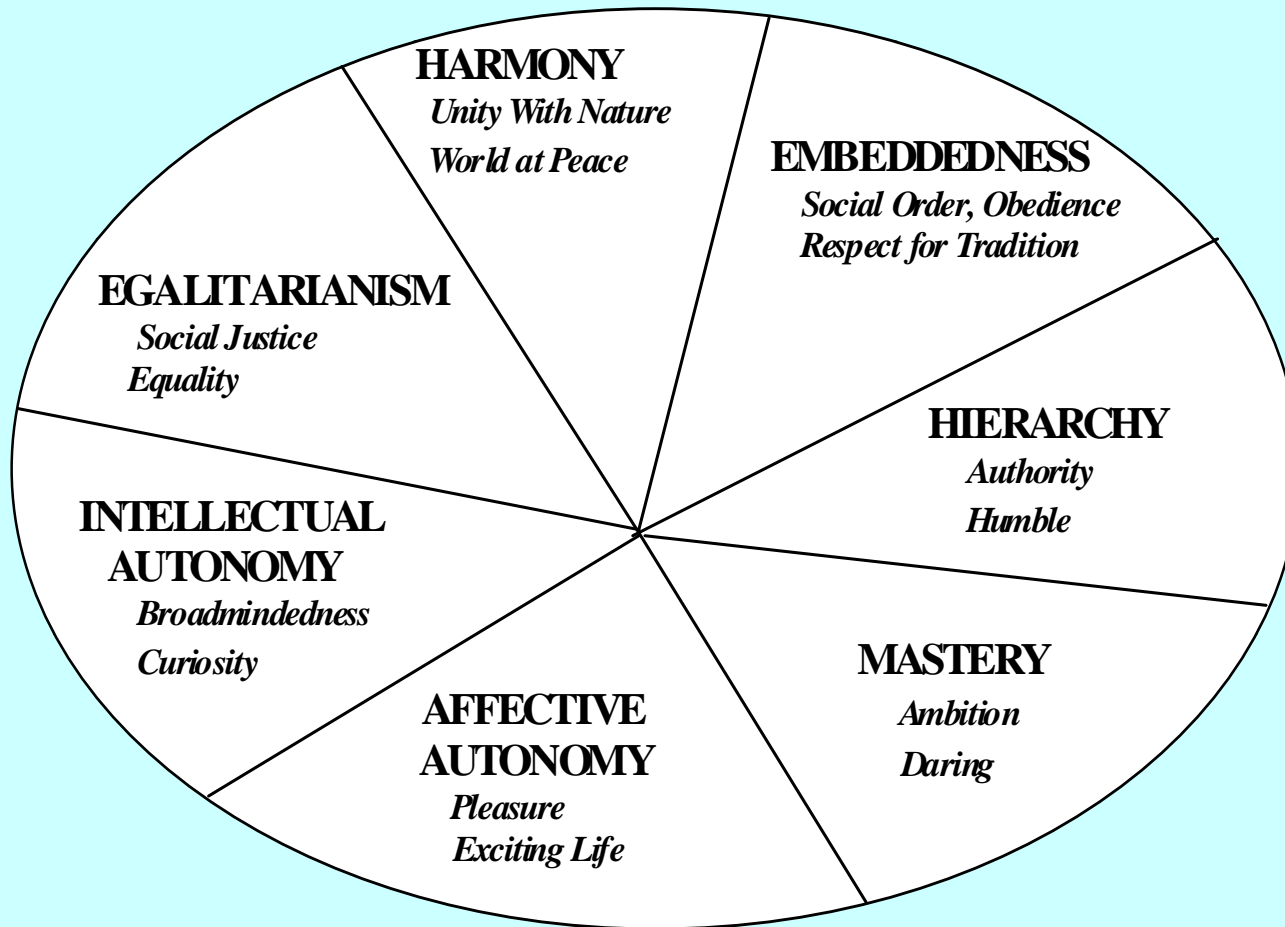 HARMONY
Unity With Nature
World at Peace
EMBEDDEDNESS
Social Order, Obedience
Respect for Tradition
EGALITARIANISM
Social Justice
Equality
HIERARCHY
Authority
Humble
INTELLECTUAL
AUTONOMY
Broadmindedness
Curiosity
MASTERY
Ambition
Daring
AFFECTIVE
AUTONOMY
Pleasure
Exciting Life